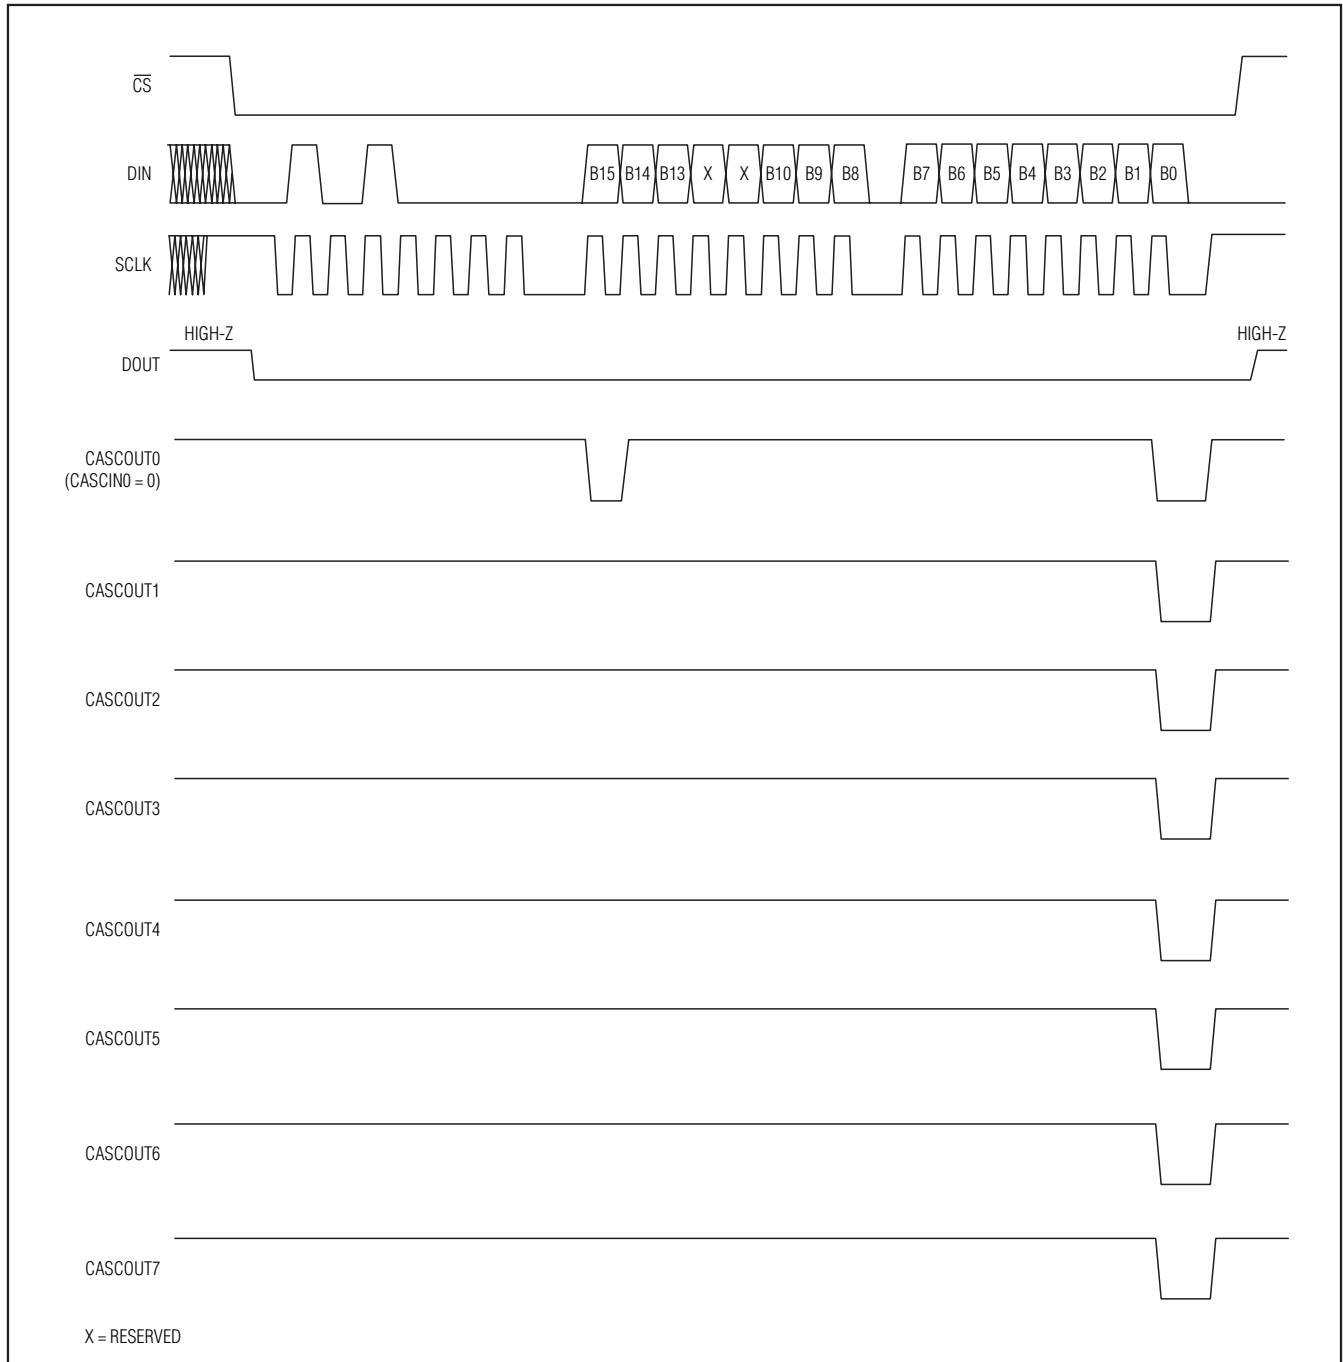 C̅S̅
DIN
B15 B14 B13 X X B10 B9 B8 B7 B6 B5 B4 B3 B2 B1 B0
SCLK
HIGH-Z HIGH-Z
DOUT
CASCOUT0
(CASCIN0 = 0)
CASCOUT1
CASCOUT2
CASCOUT3
CASCOUT4
CASCOUT5
CASCOUT6
CASCOUT7
X = RESERVED